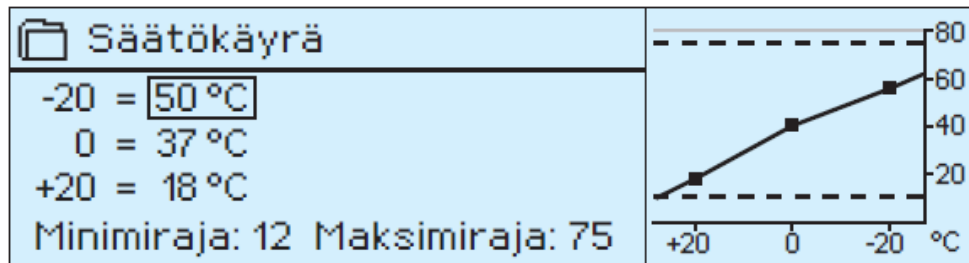 Säätökäyrä
-20 = 50 °C
0 = 37 °C
+20 = 18 °C
Minimiraja: 12 Maksimiraja: 75
80
60
40
20
+20 0 -20 °C